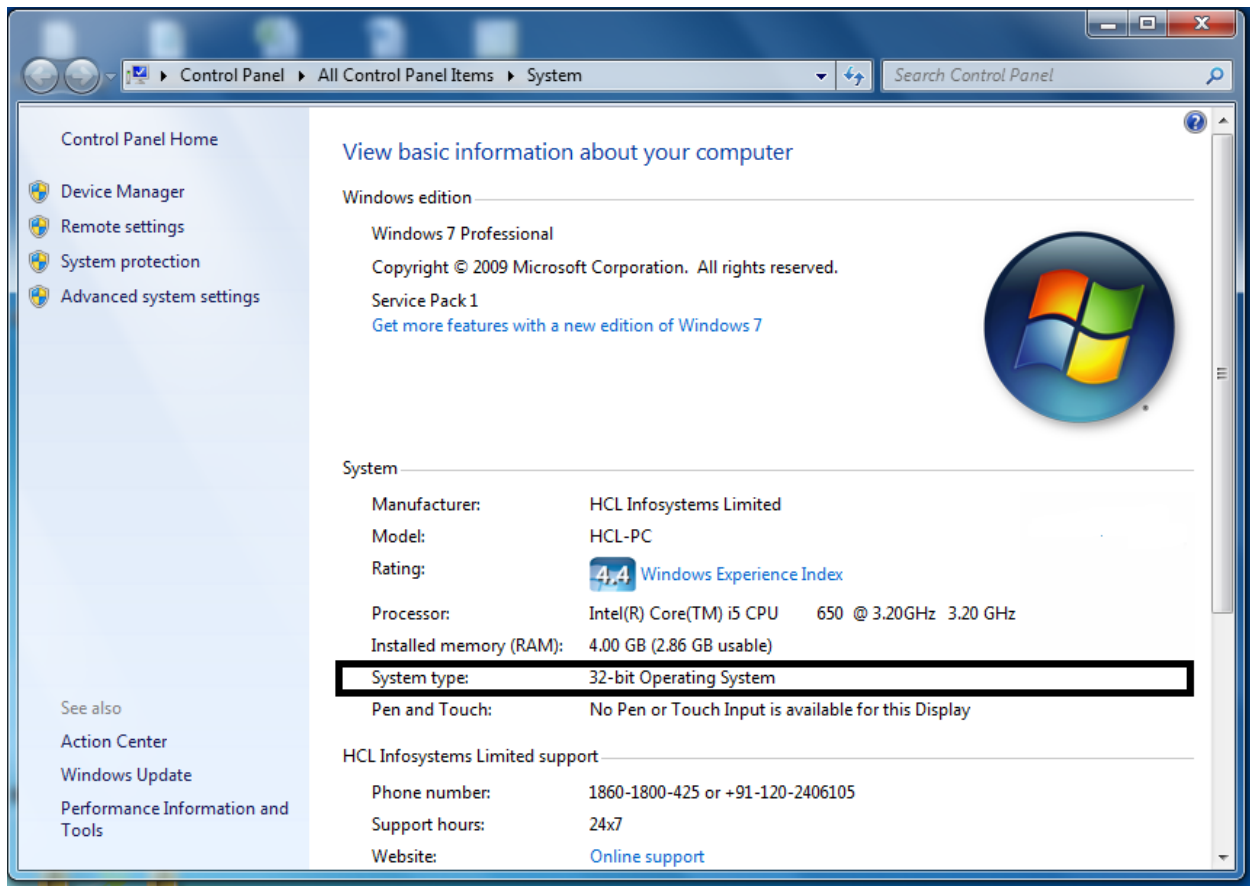 Control Panel All Control Panel Items System Search Control Panel
Control Panel Home
Device Manager
Remote settings
System protection
Advanced system settings
See also
Action Center
Windows Update
Performance Information and
Tools
View basic information about your computer
Windows edition
Windows 7 Professional
Copyright © 2009 Microsoft Corporation. All rights reserved.
Service Pack 1
Get more features with a new edition of Windows 7
System
Manufacturer: HCL Infosystems Limited
Model: HCL-PC
Rating: 4.4 Windows Experience Index
Processor: Intel(R) Core(TM) i5 CPU 650 @ 3.20GHz 3.20 GHz
Installed memory (RAM): 4.00 GB (2.86 GB usable)
System type: 32-bit Operating System
Pen and Touch: No Pen or Touch Input is available for this Display
HCL Infosystems Limited support
Phone number: 1860-1800-425 or +91-120-2406105
Support hours: 24x7
Website: Online support